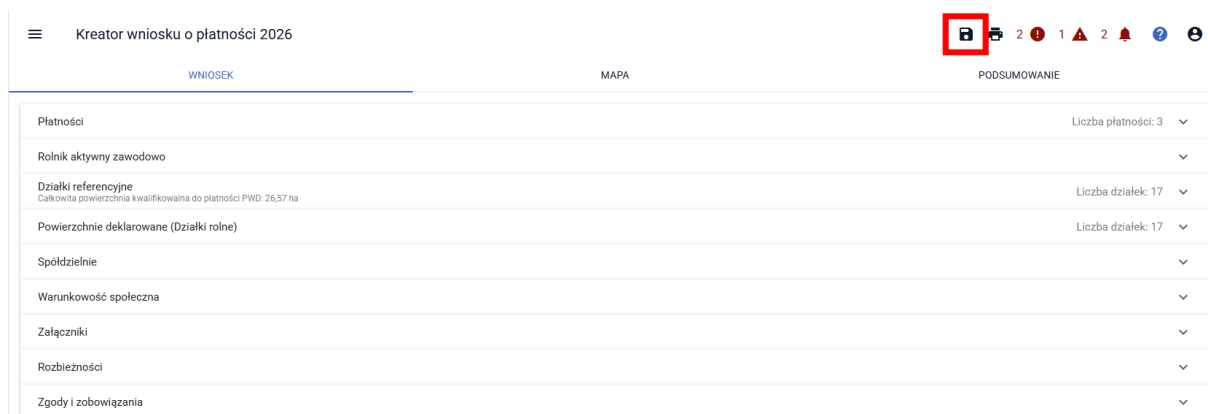 Kreator wniosku o płatności 2026
2 1 2
WNIOSEK MAPA PODSUMOWANIE
Płatności Liczba płatności: 3
Rolnik aktywny zawodowo
Działki referencyjne
Całkowita powierzchnia kwalifikowalna do płatności PWD: 26,57 ha
Liczba działek: 17
Powierzchnie deklarowane (Działki rolne) Liczba działek: 17
Spółdzielnie
Warunkowość społeczna
Załączniki
Rozbieżności
Zgody i zobowiązania